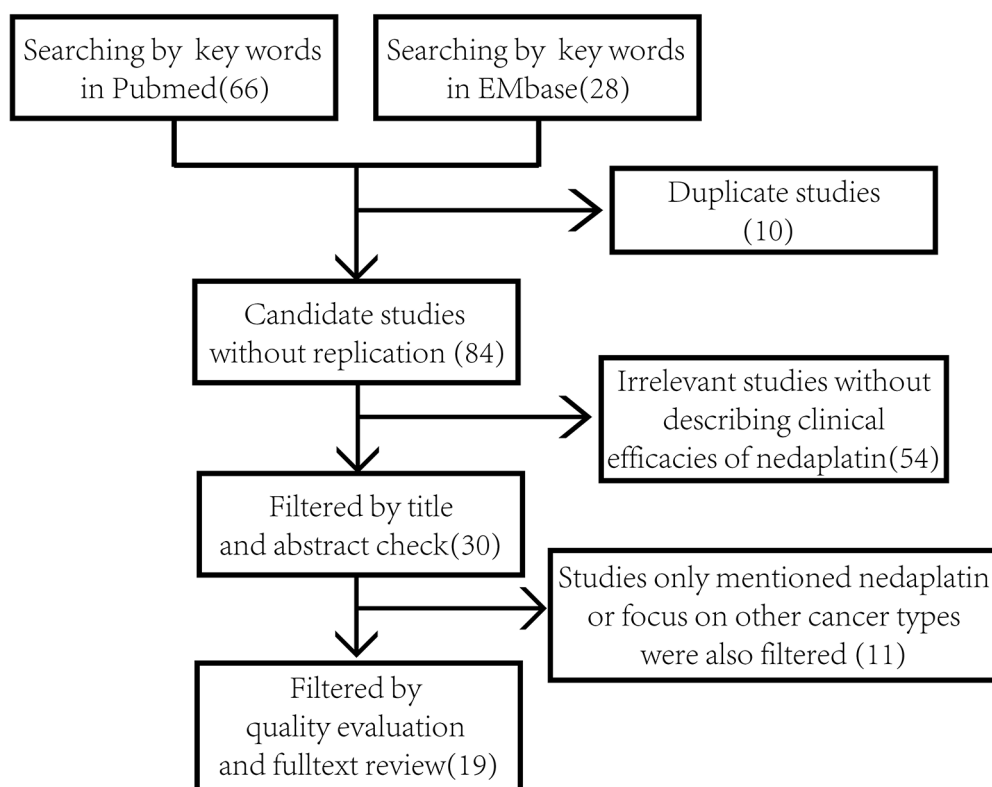 Searching by key words
in Pubmed(66)
Searching by key words
in EMbase(28)
Duplicate studies
(10)
Candidate studies
without replication (84)
Irrelevant studies without
describing clinical
efficacies of nedaplatin(54)
Filtered by title
and abstract check(30)
Studies only mentioned nedaplatin
or focus on other cancer types
were also filtered (11)
Filtered by
quality evaluation
and fulltext review(19)